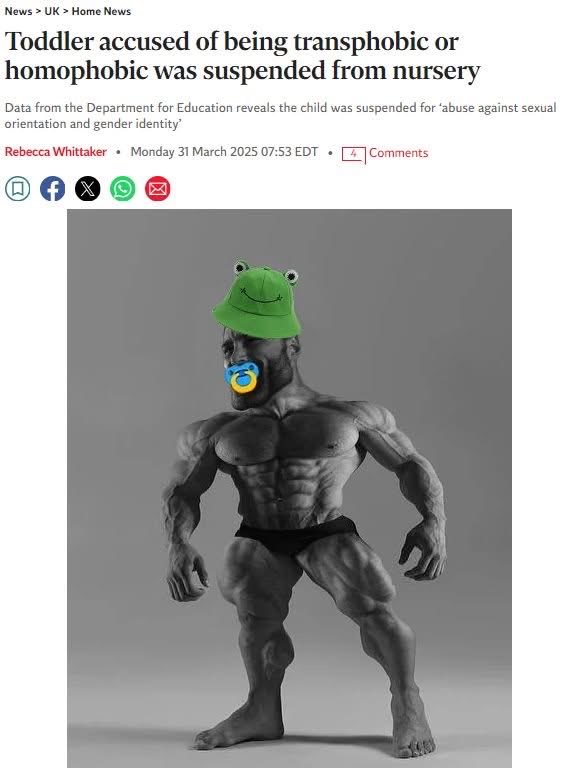 News > UK > Home News
Toddler accused of being transphobic or
homophobic was suspended from nursery
Data from the Department for Education reveals the child was suspended for ‘abuse against sexual
orientation and gender identity’
Rebecca Whittaker • Monday 31 March 2025 07:53 EDT • 4 Comments